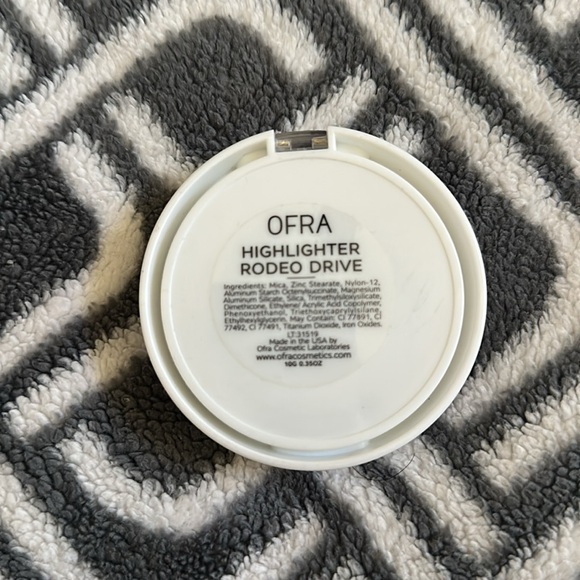 OFRA
HIGHLIGHTER
RODEO DRIVE
Ingredients: Mica, Zinc Stearate, Nylon-12,
Aluminum Starch Octenylsuccinate, Magnesium
Aluminum Silicate, Silica, Trimethylsiloxysilicate,
Dimethicone, Ethylene/ Acrylic Acid Copolymer,
Phenoxyethanol, Triethoxycaprylylsilane,
Ethylhexylglycerin. May Contain: CI 77891, CI
77492, CI 77491, Titanium Dioxide, Iron Oxides.
LT:31519
Made in the USA by
Ofra Cosmetic Laboratories
www.ofracosmetics.com
10G 0.35OZ